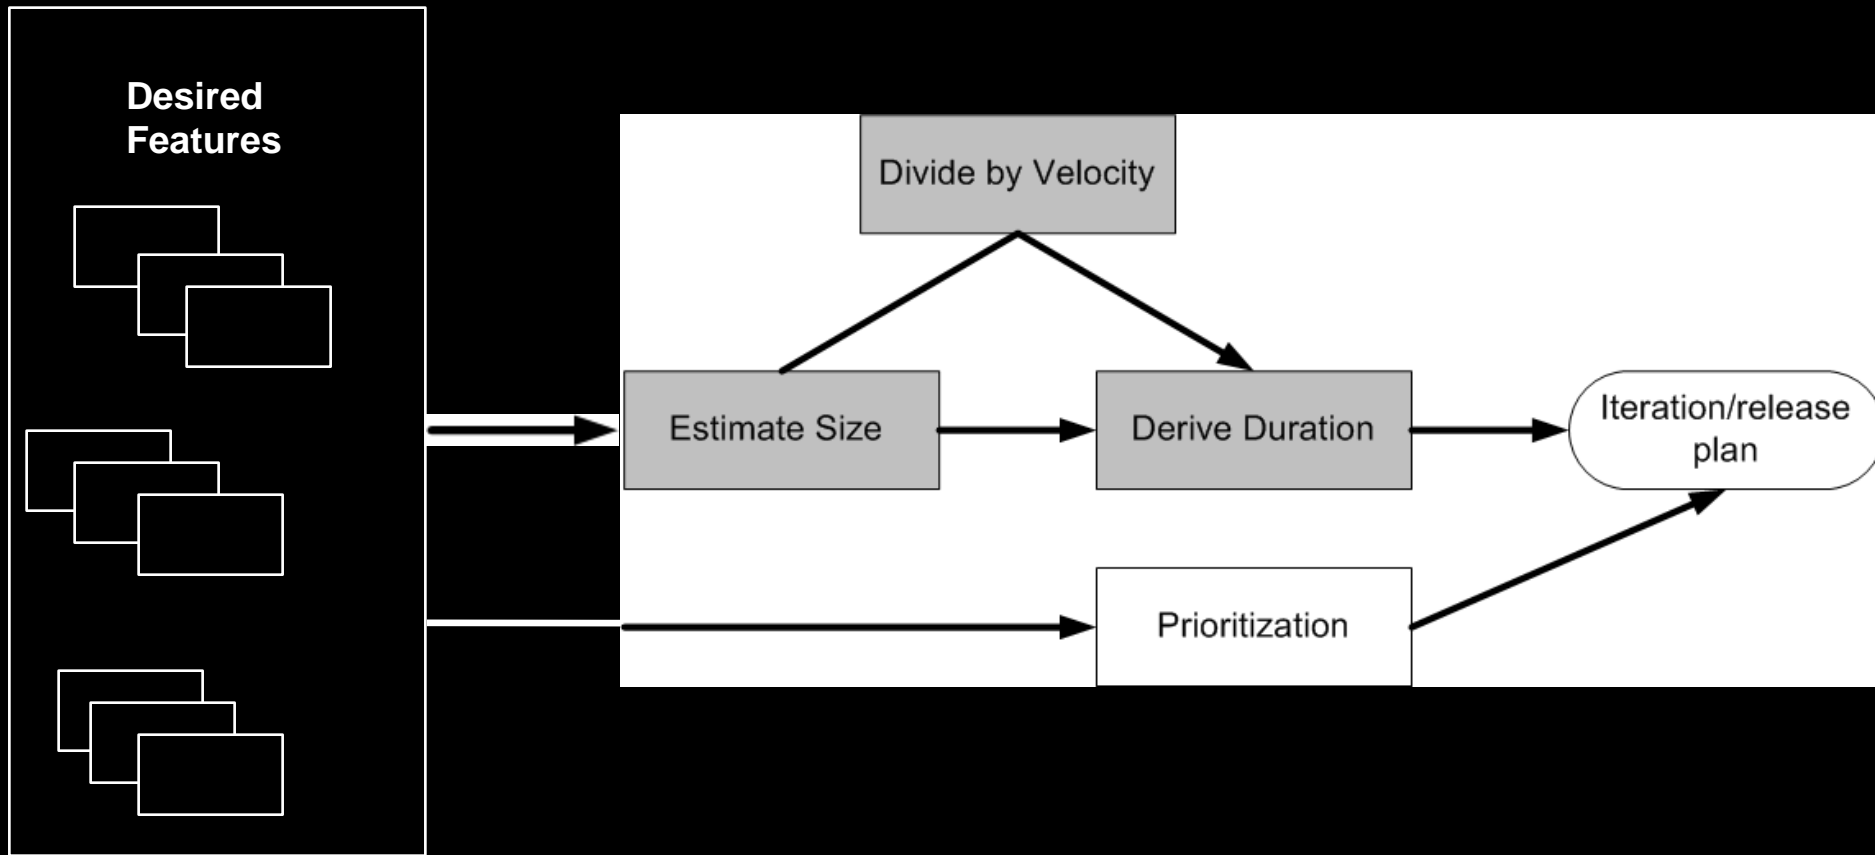 Desired
Features
Divide by Velocity
Estimate Size
Derive Duration
Iteration/release
plan
Prioritization